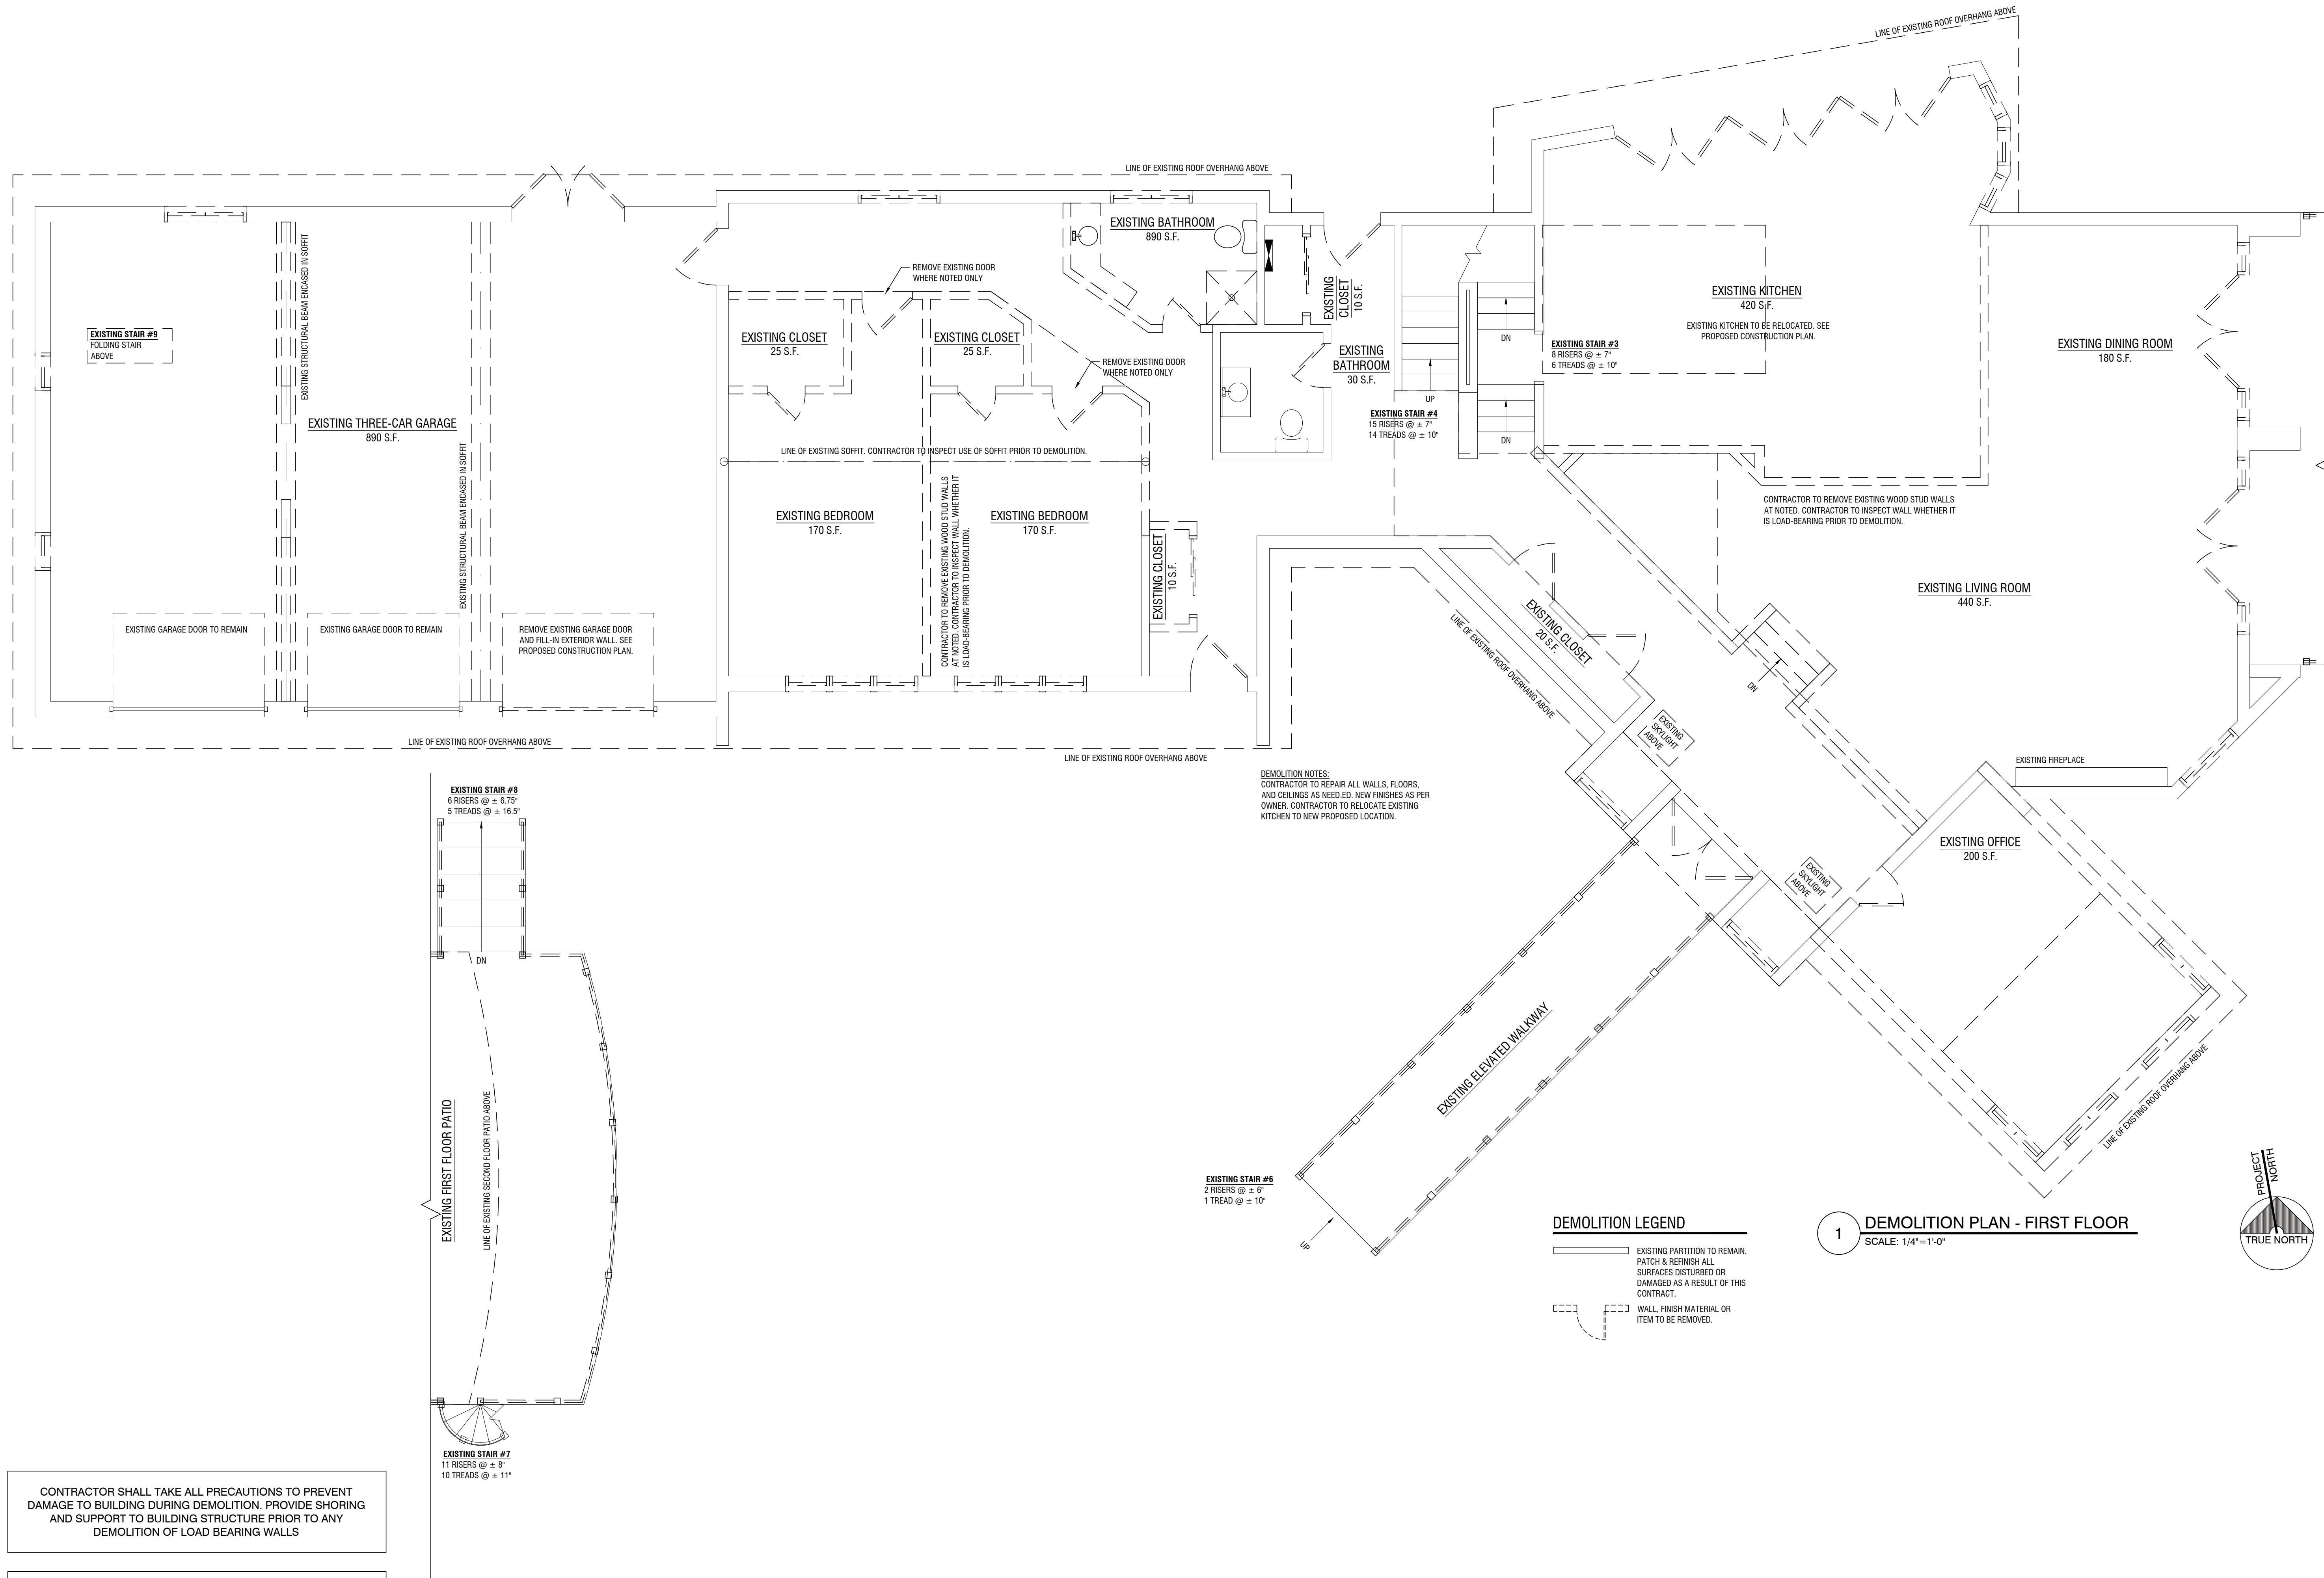 LINE OF EXISTING ROOF OVERHANG ABOVE
LINE OF EXISTING ROOF OVERHANG ABOVE
EXISTING STAIR #9
FOLDING STAIR
ABOVE
EXISTING STRUCTURAL BEAM ENCASED IN SOFFIT
EXISTING THREE-CAR GARAGE
890 S.F.
EXISTING STRUCTURAL BEAM ENCASED IN SOFFIT
EXISTING GARAGE DOOR TO REMAIN
EXISTING GARAGE DOOR TO REMAIN
REMOVE EXISTING GARAGE DOOR
AND FILL-IN EXTERIOR WALL. SEE
PROPOSED CONSTRUCTION PLAN.
LINE OF EXISTING ROOF OVERHANG ABOVE
REMOVE EXISTING DOOR
WHERE NOTED ONLY
EXISTING BATHROOM
890 S.F.
EXISTING CLOSET
25 S.F.
EXISTING CLOSET
25 S.F.
REMOVE EXISTING DOOR
WHERE NOTED ONLY
LINE OF EXISTING SOFFIT. CONTRACTOR TO INSPECT USE OF SOFFIT PRIOR TO DEMOLITION.
EXISTING BEDROOM
170 S.F.
CONTRACTOR TO REMOVE EXISTING WOOD STUD WALLS
AT NOTED. CONTRACTOR TO INSPECT WALL WHETHER IT
IS LOAD-BEARING PRIOR TO DEMOLITION.
EXISTING BEDROOM
170 S.F.
EXISTING CLOSET
10 S.F.
LINE OF EXISTING ROOF OVERHANG ABOVE
EXISTING
CLOSET
10 S.F.
EXISTING
BATHROOM
30 S.F.
UP
EXISTING STAIR #4
15 RISERS @ ± 7"
14 TREADS @ ± 10"
DN
DN
EXISTING STAIR #3
8 RISERS @ ± 7"
6 TREADS @ ± 10"
EXISTING KITCHEN
420 S.F.
EXISTING KITCHEN TO BE RELOCATED. SEE
PROPOSED CONSTRUCTION PLAN.
EXISTING DINING ROOM
180 S.F.
CONTRACTOR TO REMOVE EXISTING WOOD STUD WALLS
AT NOTED. CONTRACTOR TO INSPECT WALL WHETHER IT
IS LOAD-BEARING PRIOR TO DEMOLITION.
EXISTING LIVING ROOM
440 S.F.
EXISTING CLOSET
20 S.F.
LINE OF EXISTING ROOF OVERHANG ABOVE
DN
EXISTING
SKYLIGHT
ABOVE
EXISTING FIREPLACE
DEMOLITION NOTES:
CONTRACTOR TO REPAIR ALL WALLS, FLOORS,
AND CEILINGS AS NEED.ED. NEW FINISHES AS PER
OWNER. CONTRACTOR TO RELOCATE EXISTING
KITCHEN TO NEW PROPOSED LOCATION.
EXISTING OFFICE
200 S.F.
EXISTING
SKYLIGHT
ABOVE
EXISTING ELEVATED WALKWAY
LINE OF EXISTING ROOF OVERHANG ABOVE
EXISTING STAIR #6
2 RISERS @ ± 6"
1 TREAD @ ± 10"
UP
EXISTING STAIR #8
6 RISERS @ ± 6.75"
5 TREADS @ ± 16.5"
DN
EXISTING FIRST FLOOR PATIO
LINE OF EXISTING SECOND FLOOR PATIO ABOVE
EXISTING STAIR #7
11 RISERS @ ± 8"
10 TREADS @ ± 11"
DEMOLITION LEGEND
EXISTING PARTITION TO REMAIN.
PATCH & REFINISH ALL
SURFACES DISTURBED OR
DAMAGED AS A RESULT OF THIS
CONTRACT.
WALL, FINISH MATERIAL OR
ITEM TO BE REMOVED.
1
DEMOLITION PLAN - FIRST FLOOR
SCALE: 1/4"=1'-0"
PROJECT
NORTH
TRUE NORTH
CONTRACTOR SHALL TAKE ALL PRECAUTIONS TO PREVENT
DAMAGE TO BUILDING DURING DEMOLITION. PROVIDE SHORING
AND SUPPORT TO BUILDING STRUCTURE PRIOR TO ANY
DEMOLITION OF LOAD BEARING WALLS